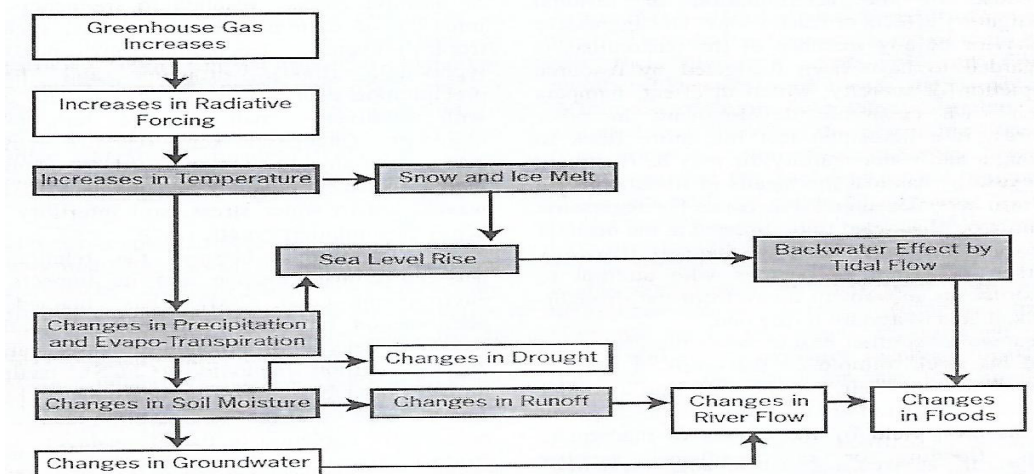 Greenhouse Gas
Increases
Increases in Radiative
Forcing
Increases in Temperature
Snow and Ice Melt
Sea Level Rise
Backwater Effect by
Tidal Flow
Changes in Precipitation
and Evapo-Transpiration
Changes in Drought
Changes in Soil Moisture
Changes in Runoff
Changes in
River Flow
Changes
in Floods
Changes in Groundwater